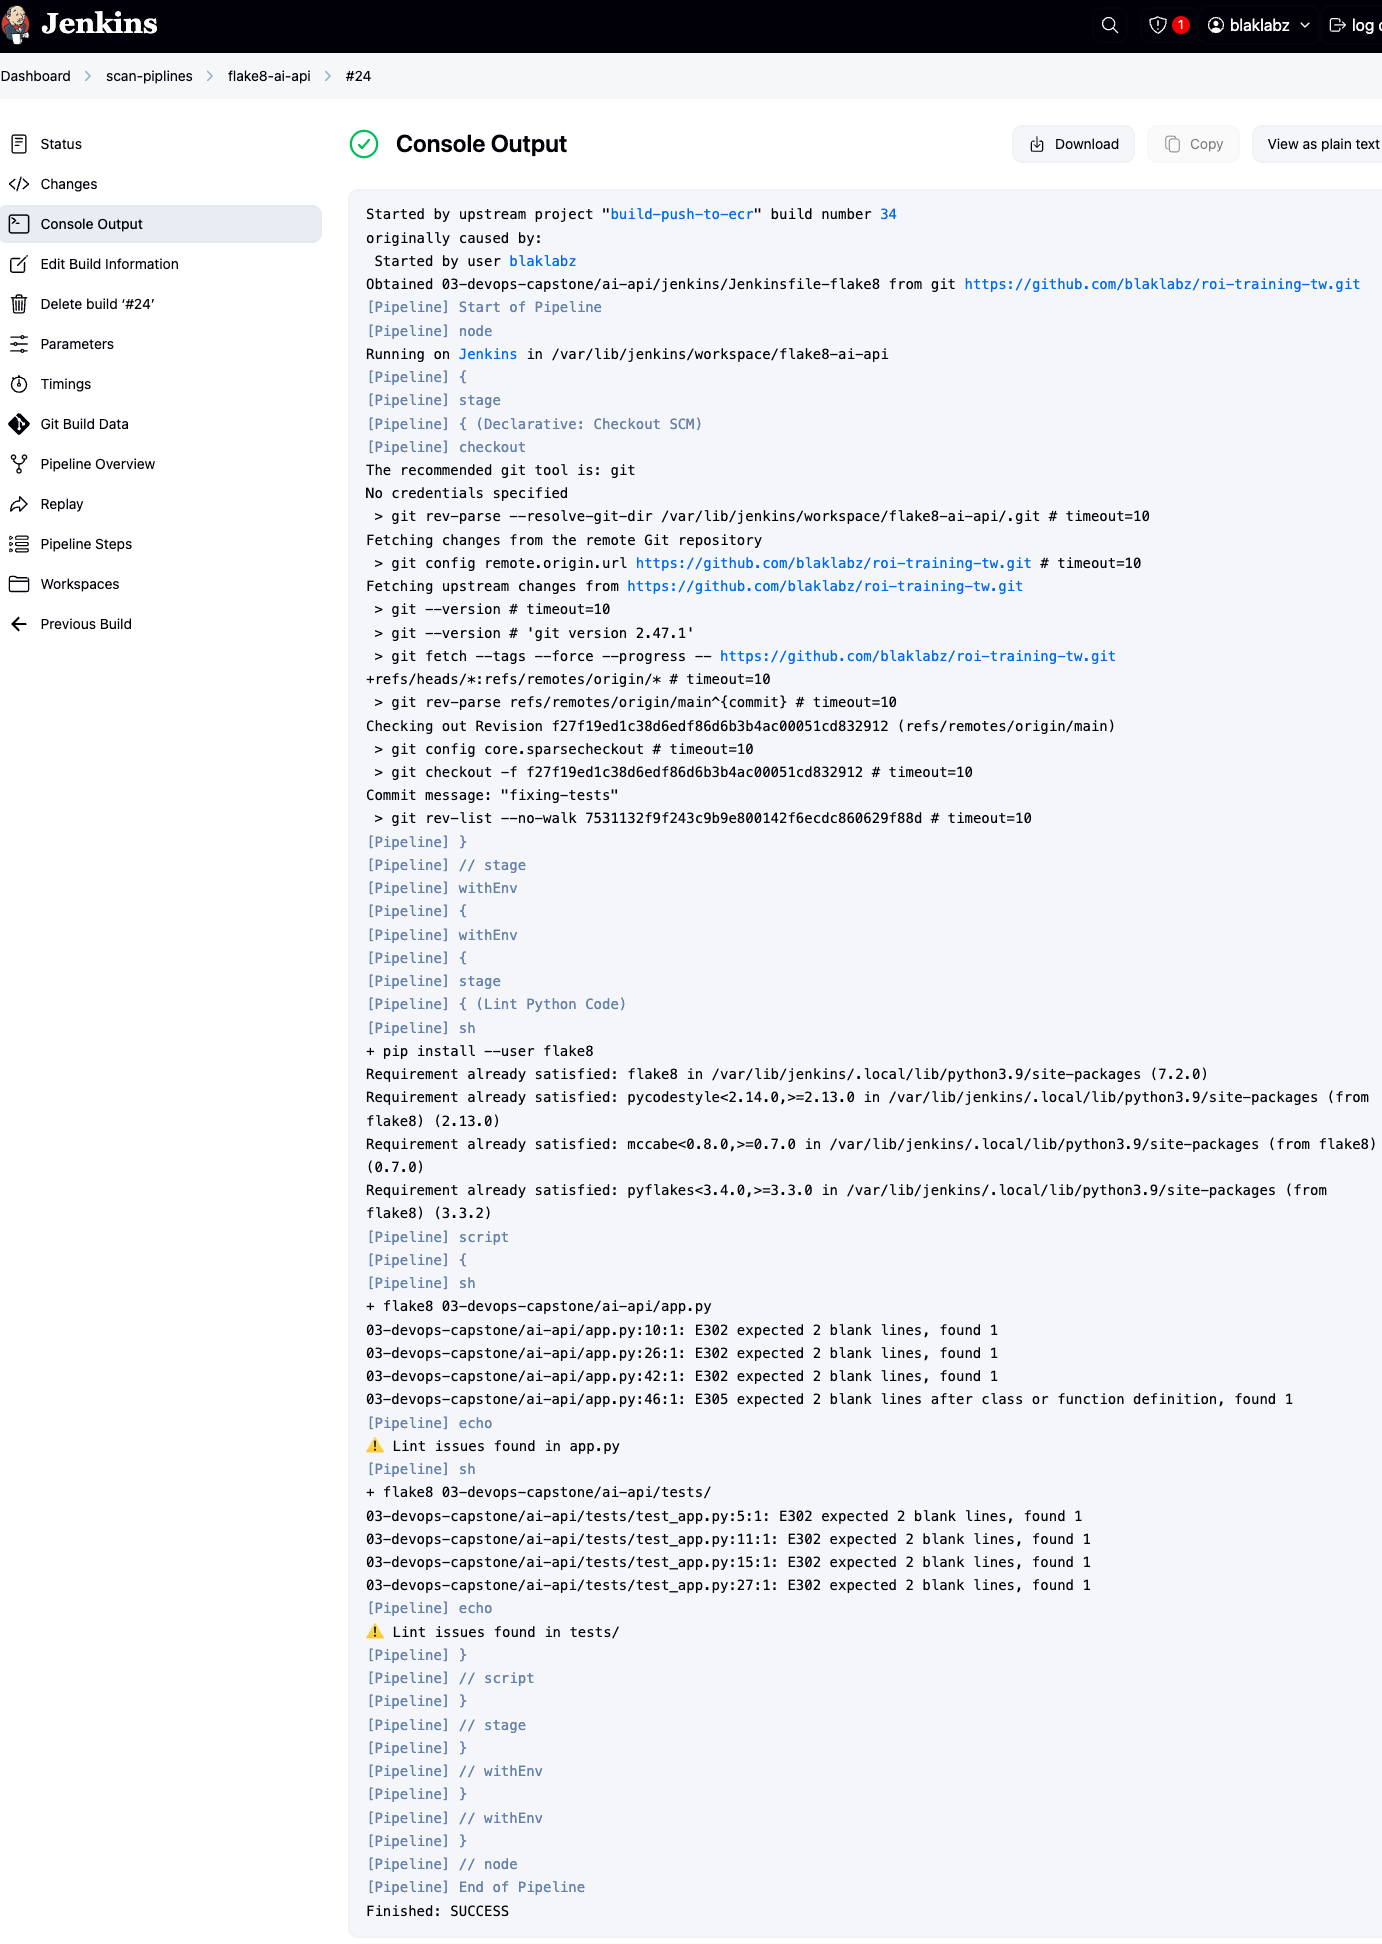 Jenkins
1
blaklabz
log
Dashboard > scan-piplines > flake8-ai-api > #24
Status
Changes
Console Output
Edit Build Information
Delete build ‘#24’
Parameters
Timings
Git Build Data
Pipeline Overview
Replay
Pipeline Steps
Workspaces
Previous Build
Console Output
Download
Copy
View as plain text
Started by upstream project "build-push-to-ecr" build number 34
originally caused by:
 Started by user blaklabz
Obtained 03-devops-capstone/ai-api/jenkins/Jenkinsfile-flake8 from git https://github.com/blaklabz/roi-training-tw.git
[Pipeline] Start of Pipeline
[Pipeline] node
Running on Jenkins in /var/lib/jenkins/workspace/flake8-ai-api
[Pipeline] {
[Pipeline] stage
[Pipeline] { (Declarative: Checkout SCM)
[Pipeline] checkout
The recommended git tool is: git
No credentials specified
 > git rev-parse --resolve-git-dir /var/lib/jenkins/workspace/flake8-ai-api/.git # timeout=10
Fetching changes from the remote Git repository
 > git config remote.origin.url https://github.com/blaklabz/roi-training-tw.git # timeout=10
Fetching upstream changes from https://github.com/blaklabz/roi-training-tw.git
 > git --version # timeout=10
 > git --version # 'git version 2.47.1'
 > git fetch --tags --force --progress -- https://github.com/blaklabz/roi-training-tw.git
+refs/heads/*:refs/remotes/origin/* # timeout=10
 > git rev-parse refs/remotes/origin/main^{commit} # timeout=10
Checking out Revision f27f19ed1c38d6edf86d6b3b4ac00051cd832912 (refs/remotes/origin/main)
 > git config core.sparsecheckout # timeout=10
 > git checkout -f f27f19ed1c38d6edf86d6b3b4ac00051cd832912 # timeout=10
Commit message: "fixing-tests"
 > git rev-list --no-walk 7531132f9f243c9b9e800142f6ecdc860629f88d # timeout=10
[Pipeline] }
[Pipeline] // stage
[Pipeline] withEnv
[Pipeline] {
[Pipeline] withEnv
[Pipeline] {
[Pipeline] stage
[Pipeline] { (Lint Python Code)
[Pipeline] sh
+ pip install --user flake8
Requirement already satisfied: flake8 in /var/lib/jenkins/.local/lib/python3.9/site-packages (7.2.0)
Requirement already satisfied: pycodestyle<2.14.0,>=2.13.0 in /var/lib/jenkins/.local/lib/python3.9/site-packages (from
flake8) (2.13.0)
Requirement already satisfied: mccabe<0.8.0,>=0.7.0 in /var/lib/jenkins/.local/lib/python3.9/site-packages (from flake8)
(0.7.0)
Requirement already satisfied: pyflakes<3.4.0,>=3.3.0 in /var/lib/jenkins/.local/lib/python3.9/site-packages (from
flake8) (3.3.2)
[Pipeline] script
[Pipeline] {
[Pipeline] sh
+ flake8 03-devops-capstone/ai-api/app.py
03-devops-capstone/ai-api/app.py:10:1: E302 expected 2 blank lines, found 1
03-devops-capstone/ai-api/app.py:26:1: E302 expected 2 blank lines, found 1
03-devops-capstone/ai-api/app.py:42:1: E302 expected 2 blank lines, found 1
03-devops-capstone/ai-api/app.py:46:1: E305 expected 2 blank lines after class or function definition, found 1
[Pipeline] echo
⚠️ Lint issues found in app.py
[Pipeline] sh
+ flake8 03-devops-capstone/ai-api/tests/
03-devops-capstone/ai-api/tests/test_app.py:5:1: E302 expected 2 blank lines, found 1
03-devops-capstone/ai-api/tests/test_app.py:11:1: E302 expected 2 blank lines, found 1
03-devops-capstone/ai-api/tests/test_app.py:15:1: E302 expected 2 blank lines, found 1
03-devops-capstone/ai-api/tests/test_app.py:27:1: E302 expected 2 blank lines, found 1
[Pipeline] echo
⚠️ Lint issues found in tests/
[Pipeline] }
[Pipeline] // script
[Pipeline] }
[Pipeline] // stage
[Pipeline] }
[Pipeline] // withEnv
[Pipeline] }
[Pipeline] // withEnv
[Pipeline] }
[Pipeline] // node
[Pipeline] End of Pipeline
Finished: SUCCESS